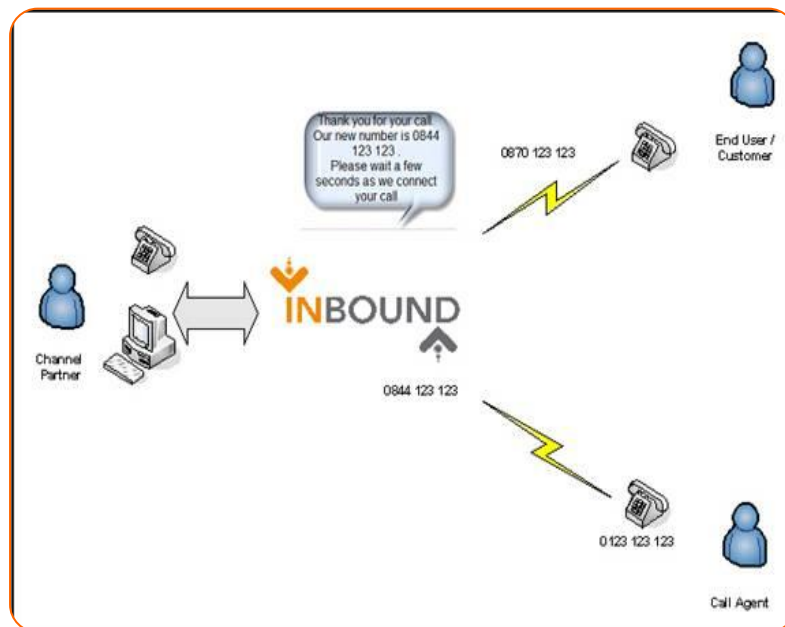 Thank you for your call.
Our new number is 0844
123 123 .
Please wait a few
seconds as we connect
your call
0870 123 123
End User /
Customer
INBOUND
Channel
Partner
0844 123 123
0123 123 123
Call Agent